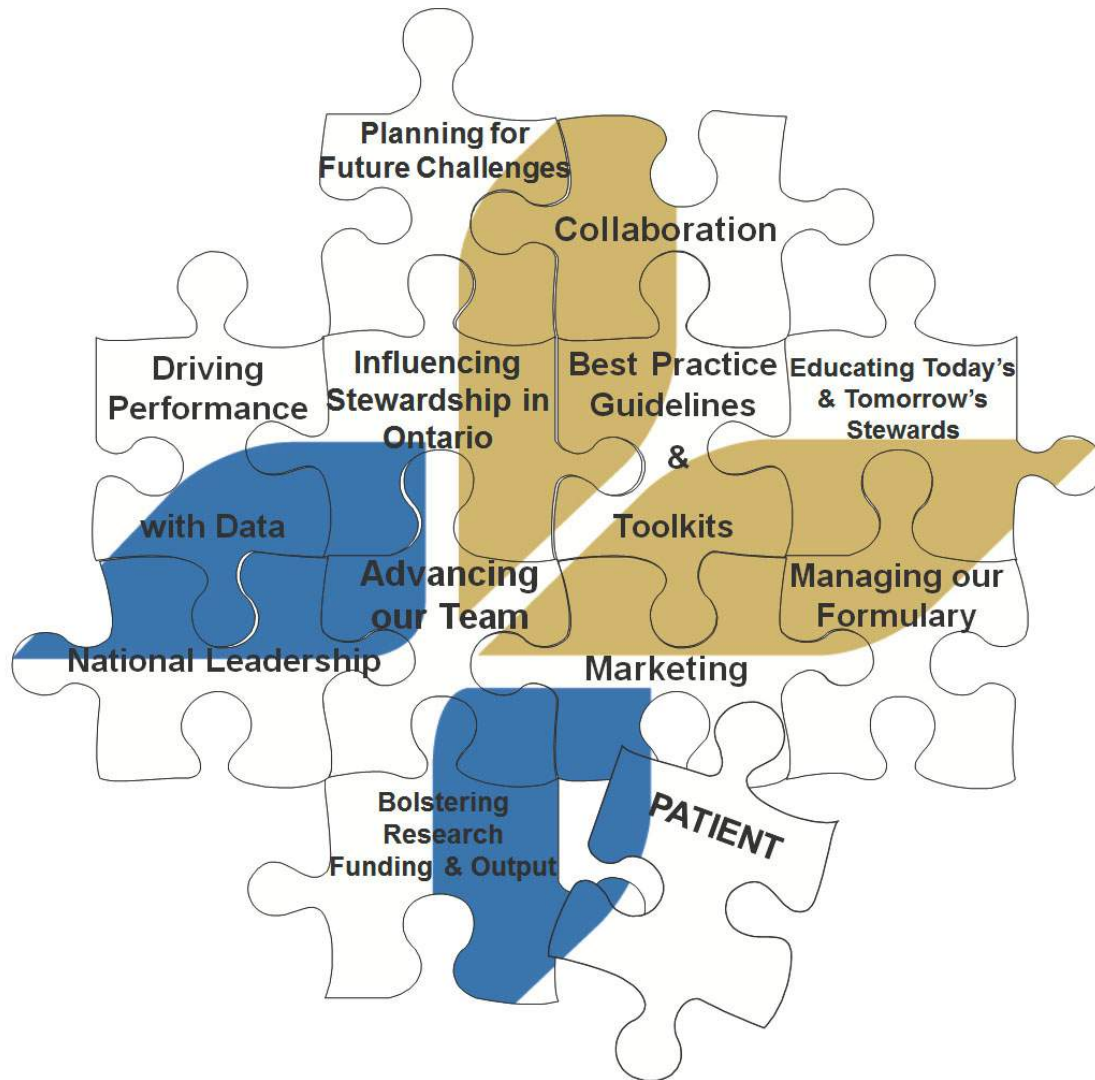 Planning for
Future Challenges
Collaboration
Driving
Performance
with Data
Influencing
Stewardship in
Ontario
Best Practice
Guidelines
&
Toolkits
Educating Today’s
& Tomorrow’s
Stewards
National Leadership
Advancing
our Team
Marketing
Managing our
Formulary
Bolstering
Research
Funding & Output
PATIENT